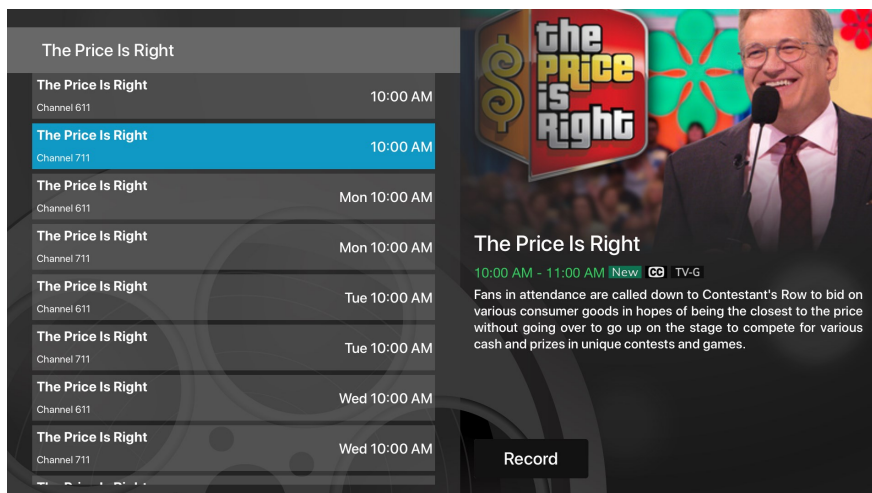 The Price Is Right
The Price Is Right
Channel 611
10:00 AM
The Price Is Right
Channel 711
10:00 AM
The Price Is Right
Channel 611
Mon 10:00 AM
The Price Is Right
Channel 711
Mon 10:00 AM
The Price Is Right
Channel 611
Tue 10:00 AM
The Price Is Right
Channel 711
Tue 10:00 AM
The Price Is Right
Channel 611
Wed 10:00 AM
The Price Is Right
Channel 711
Wed 10:00 AM
$
the
PRiCE
iS
Right
The Price Is Right
10:00 AM - 11:00 AM New CC TV-G
Fans in attendance are called down to Contestant's Row to bid on
various consumer goods in hopes of being the closest to the price
without going over to go up on the stage to compete for various
cash and prizes in unique contests and games.
Record